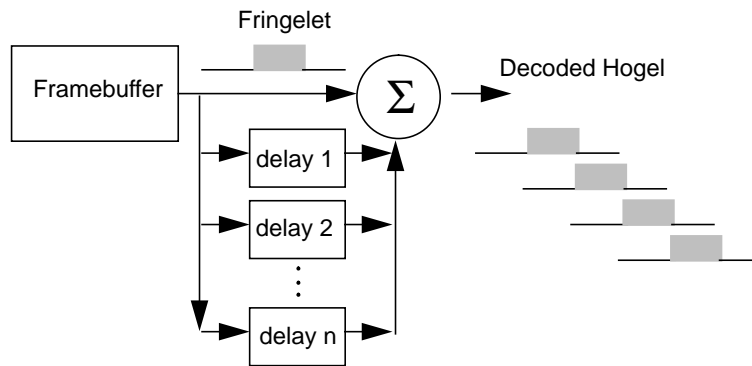 Fringelet
Framebuffer
Σ
Decoded Hogel
delay 1
delay 2
delay n